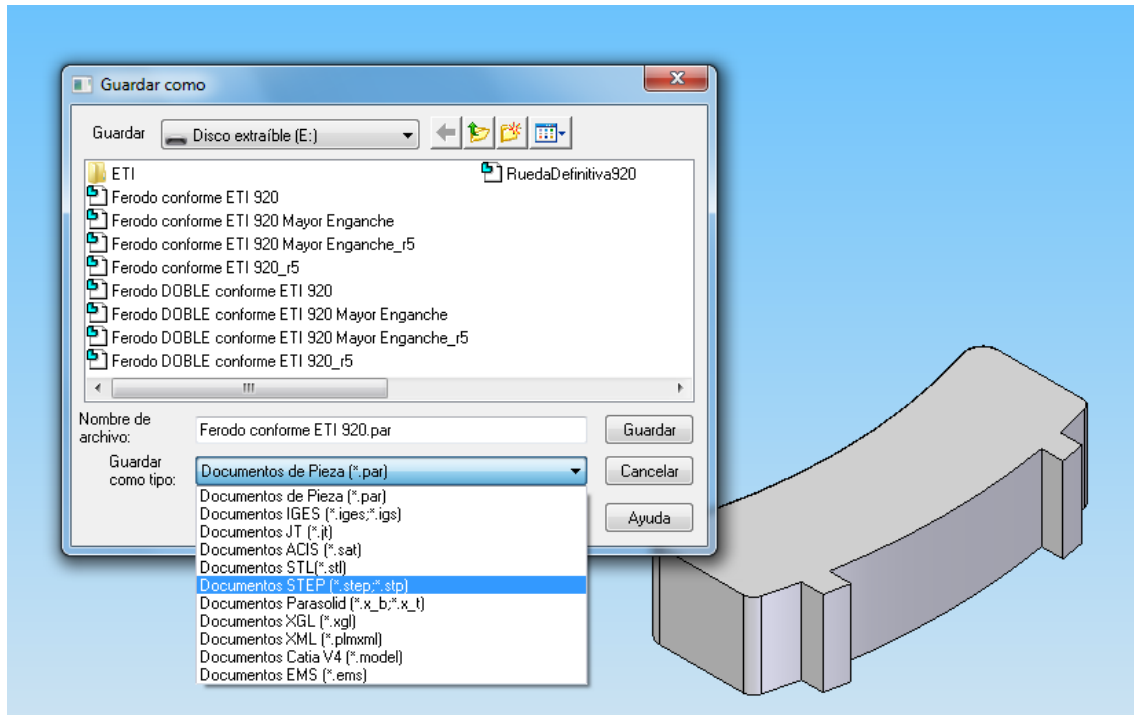 Guardar como
Guardar Disco extraíble (E:)
ETI RuedaDefinitiva920
Ferodo conforme ETI 920
Ferodo conforme ETI 920 Mayor Enganche
Ferodo conforme ETI 920 Mayor Enganche_r5
Ferodo conforme ETI 920_r5
Ferodo DOBLE conforme ETI 920
Ferodo DOBLE conforme ETI 920 Mayor Enganche
Ferodo DOBLE conforme ETI 920 Mayor Enganche_r5
Ferodo DOBLE conforme ETI 920_r5
Nombre de
archivo: Ferodo conforme ETI 920.par Guardar
Guardar
como tipo: Documentos de Pieza (*.par) Cancelar
Documentos de Pieza (*.par)
Documentos IGES (*.iges;*.igs)
Ayuda
Documentos JT (*.jt)
Documentos ACIS (*.sat)
Documentos STL(*.stl)
Documentos STEP (*.step;*.stp)
Documentos Parasolid (*.x_b;*.x_t)
Documentos XGL (*.xgl)
Documentos XML (*.plmxml)
Documentos Catia V4 (*.model)
Documentos EMS (*.ems)